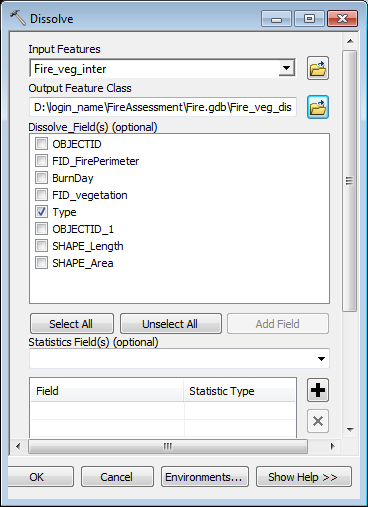 Dissolve
Input Features
Fire_veg_inter
Output Feature Class
D:\login_name\FireAssessment\Fire.gdb\Fire_veg_dis
Dissolve_Field(s) (optional)
OBJECTID
FID_FirePerimeter
BurnDay
FID_vegetation
Type
OBJECTID_1
SHAPE_Length
SHAPE_Area
Select All Unselect All Add Field
Statistics Field(s) (optional)
Field Statistic Type
OK Cancel Environments... Show Help >>